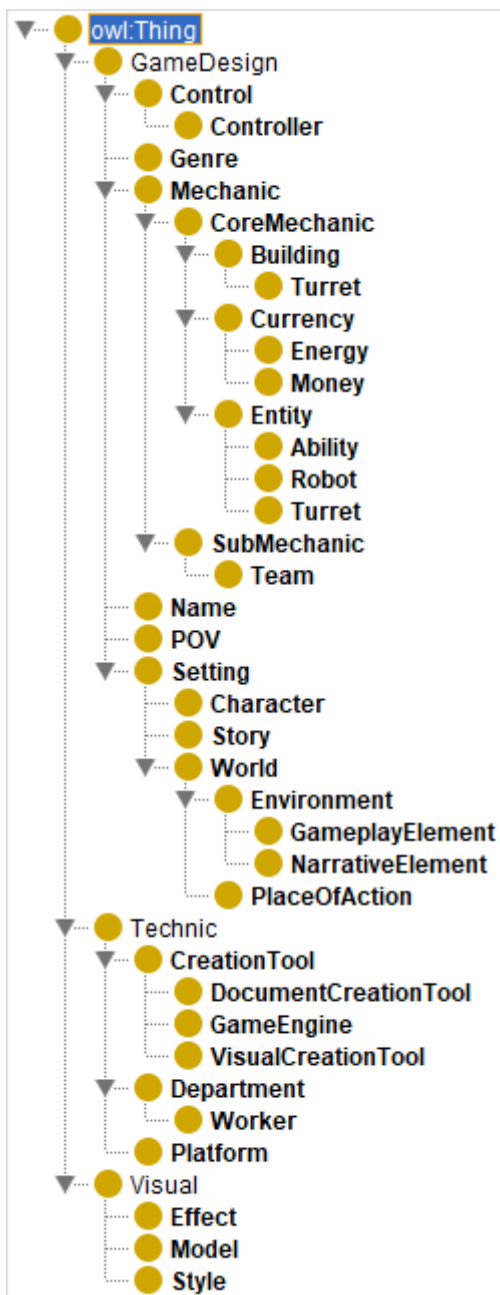 owl:Thing
GameDesign
Control
Controller
Genre
Mechanic
CoreMechanic
Building
Turret
Currency
Energy
Money
Entity
Ability
Robot
Turret
SubMechanic
Team
Name
POV
Setting
Character
Story
World
Environment
GameplayElement
NarrativeElement
PlaceOfAction
Technic
CreationTool
DocumentCreationTool
GameEngine
VisualCreationTool
Department
Worker
Platform
Visual
Effect
Model
Style